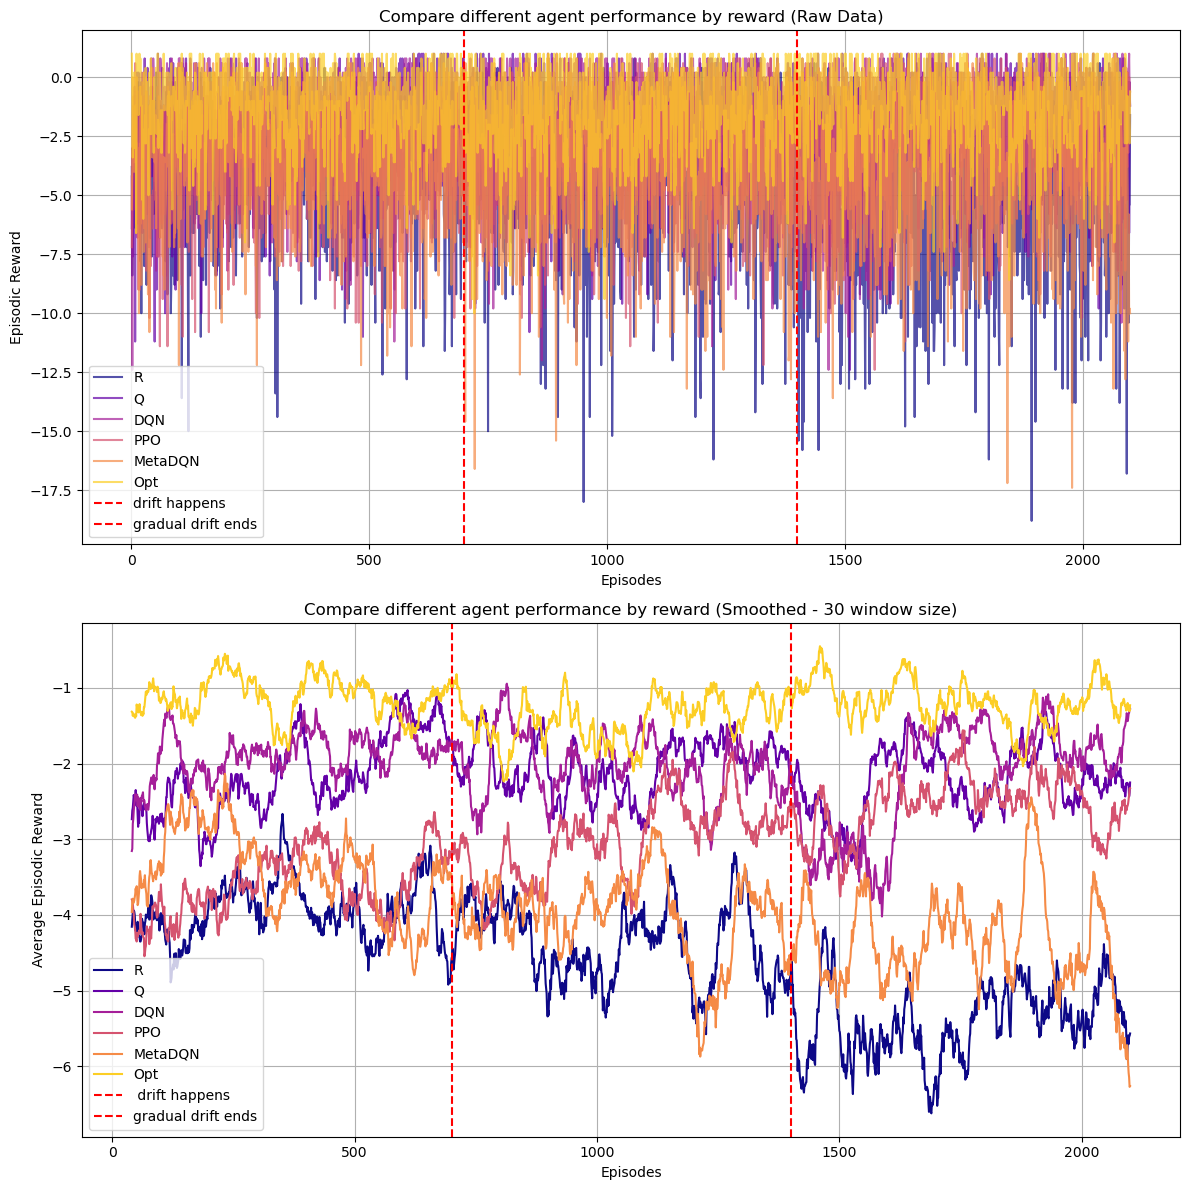 Compare different agent performance by reward (Raw Data)
0.0
−2.5
−5.0
−7.5
−10.0
−12.5
−15.0
−17.5
Episodic Reward
R
Q
DQN
PPO
MetaDQN
Opt
drift happens
gradual drift ends
0 500 1000 1500 2000
Episodes
Compare different agent performance by reward (Smoothed - 30 window size)
−1
−2
−3
−4
−5
−6
Average Episodic Reward
R
Q
DQN
PPO
MetaDQN
Opt
drift happens
gradual drift ends
0 500 1000 1500 2000
Episodes